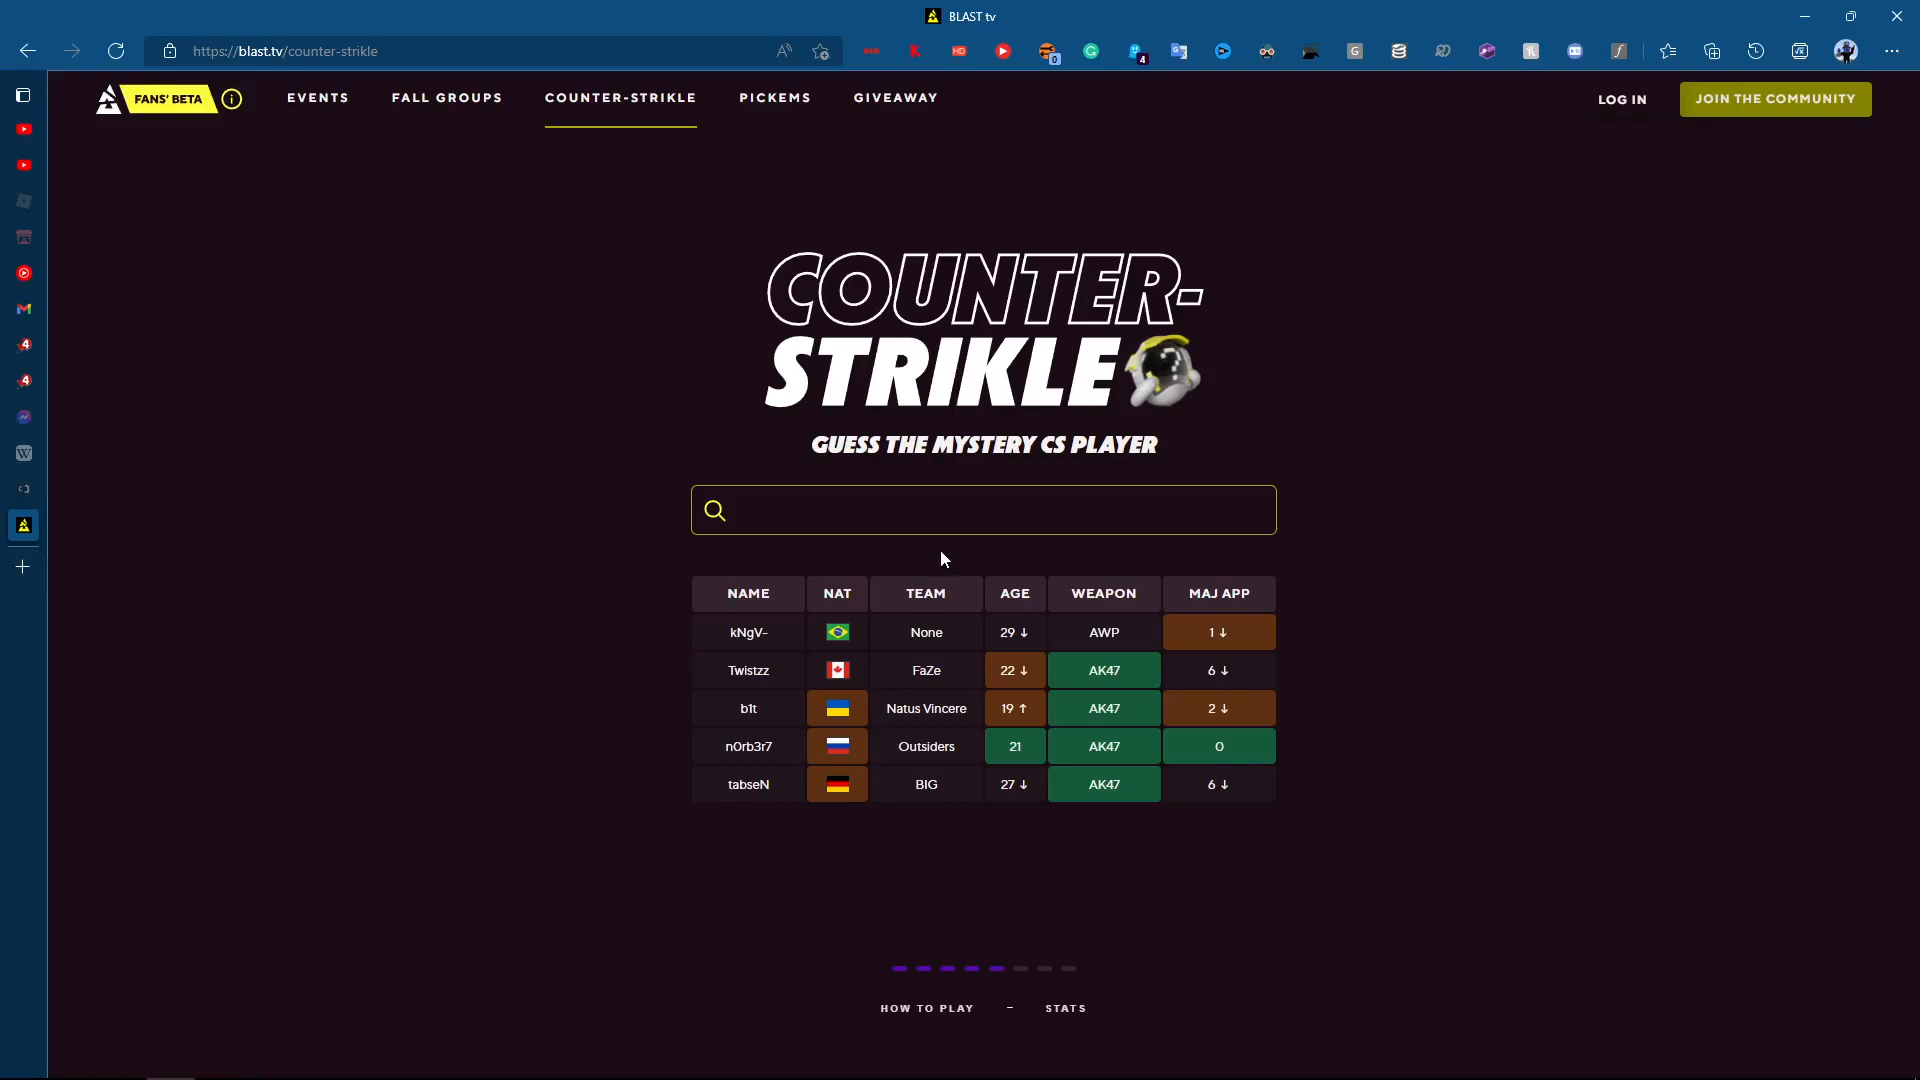 BLAST tv
https://blast.tv/counter-strikle
FANS' BETA
EVENTS
FALL GROUPS
COUNTER-STRIKLE
PICKEMS
GIVEAWAY
LOG IN
JOIN THE COMMUNITY
COUNTER-
STRIKLE
GUESS THE MYSTERY CS PLAYER
NAME NAT TEAM AGE WEAPON MAJ APP
kNgV- None 29 ↓ AWP 1 ↓
Twistzz FaZe 22 ↓ AK47 6 ↓
b1t Natus Vincere 19 ↑ AK47 2 ↓
n0rb3r7 Outsiders 21 AK47 0
tabseN BIG 27 ↓ AK47 6 ↓
HOW TO PLAY – STATS